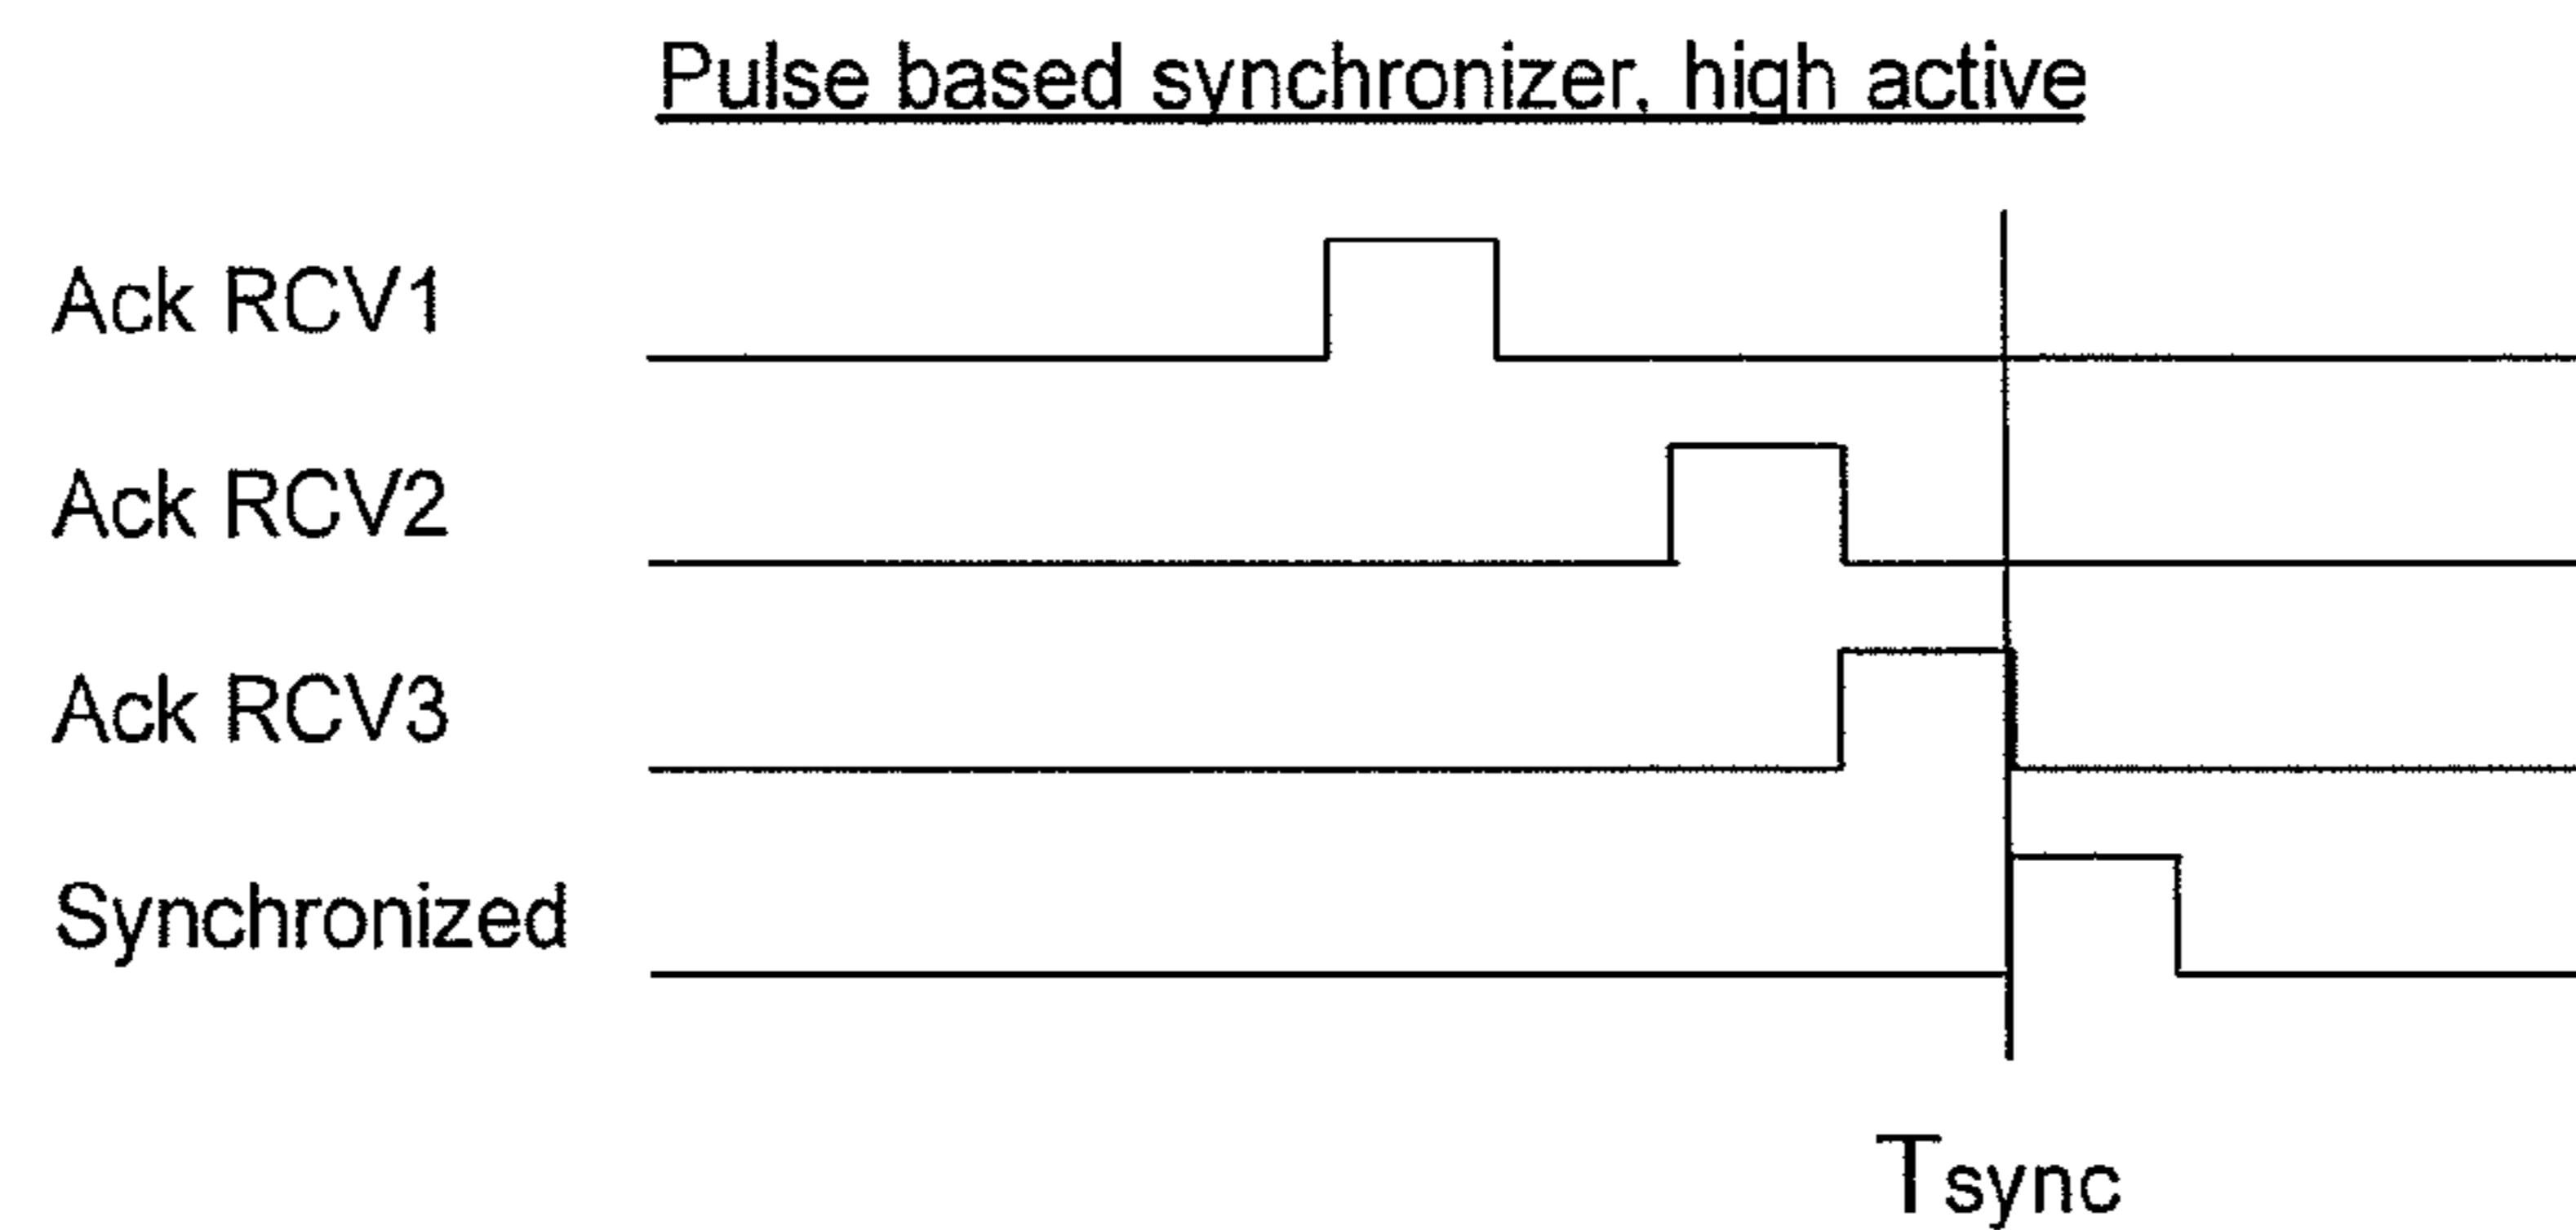 Pulse based synchronizer, high active
Ack RCV1
Ack RCV2
Ack RCV3
Synchronized
Tsync